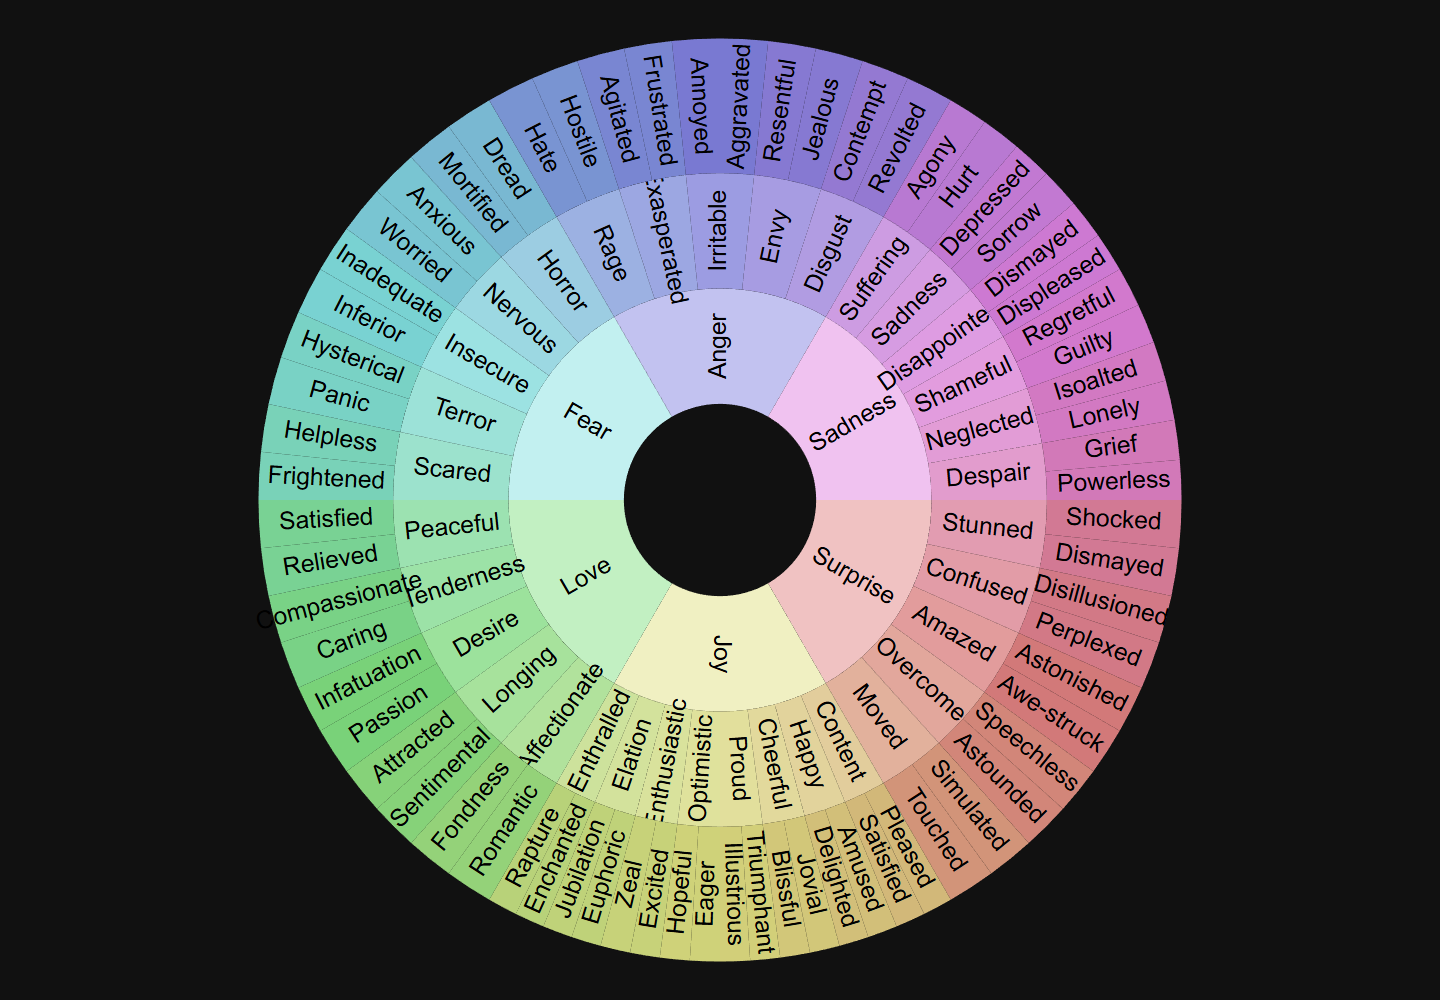 Anger
Sadness
Surprise
Joy
Love
Fear
Rage
Exasperated
Irritable
Envy
Disgust
Suffering
Sadness
Disappointe
Shameful
Neglected
Despair
Stunned
Confused
Amazed
Overcome
Moved
Content
Happy
Cheerful
Proud
Optimistic
Enthusiastic
Elation
Enthralled
Affectionate
Longing
Desire
Tenderness
Peaceful
Scared
Terror
Insecure
Nervous
Horror
Hate
Hostile
Agitated
Frustrated
Annoyed
Aggravated
Resentful
Jealous
Contempt
Revolted
Agony
Hurt
Depressed
Sorrow
Dismayed
Displeased
Regretful
Guilty
Isoalted
Lonely
Grief
Powerless
Shocked
Dismayed
Disillusioned
Perplexed
Astonished
Awe-struck
Speechless
Astounded
Simulated
Touched
Pleased
Satisfied
Amused
Delighted
Jovial
Blissful
Triumphant
Illustrious
Eager
Hopeful
Excited
Zeal
Euphoric
Jubilation
Enchanted
Rapture
Romantic
Fondness
Sentimental
Attracted
Passion
Infatuation
Caring
Compassionate
Relieved
Satisfied
Frightened
Helpless
Panic
Hysterical
Inferior
Inadequate
Worried
Anxious
Mortified
Dread